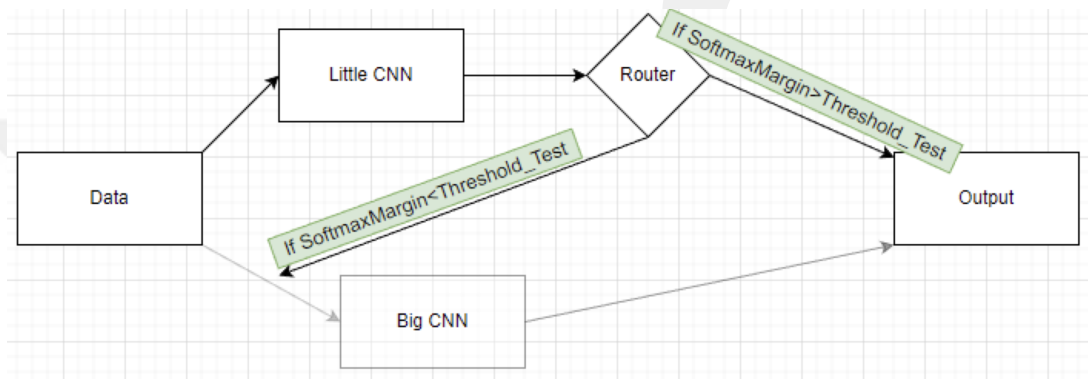 Little CNN
Router
If SoftmaxMargin>Threshold_Test
If SoftmaxMargin<Threshold_Test
Data
Output
Big CNN